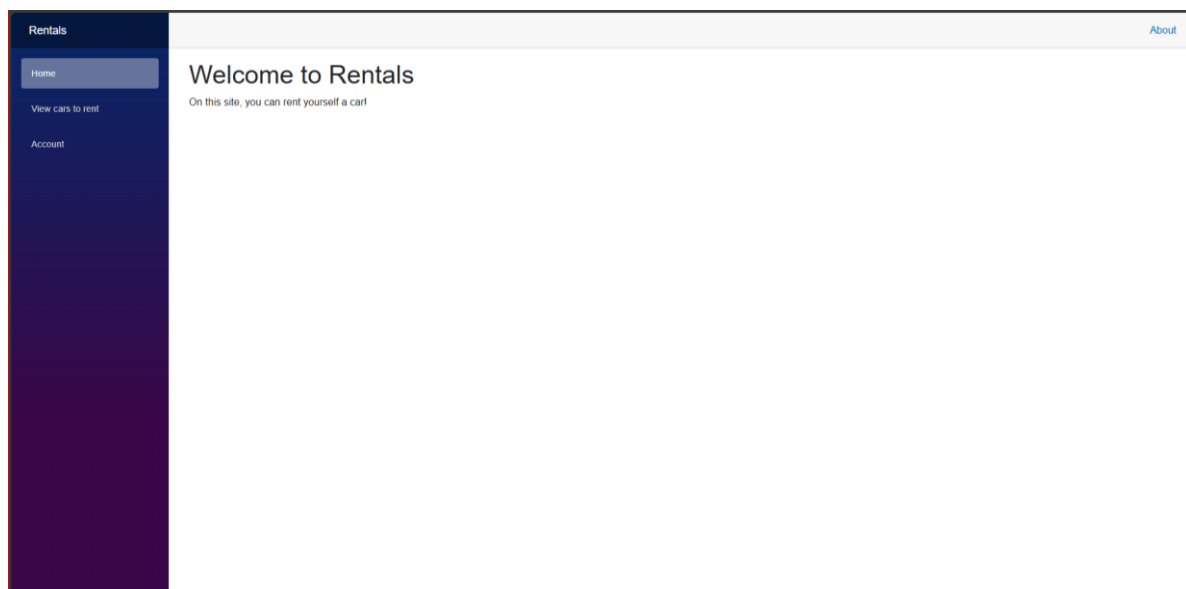 Rentals
About
Home
Welcome to Rentals
On this site, you can rent yourself a car!
View cars to rent
Account